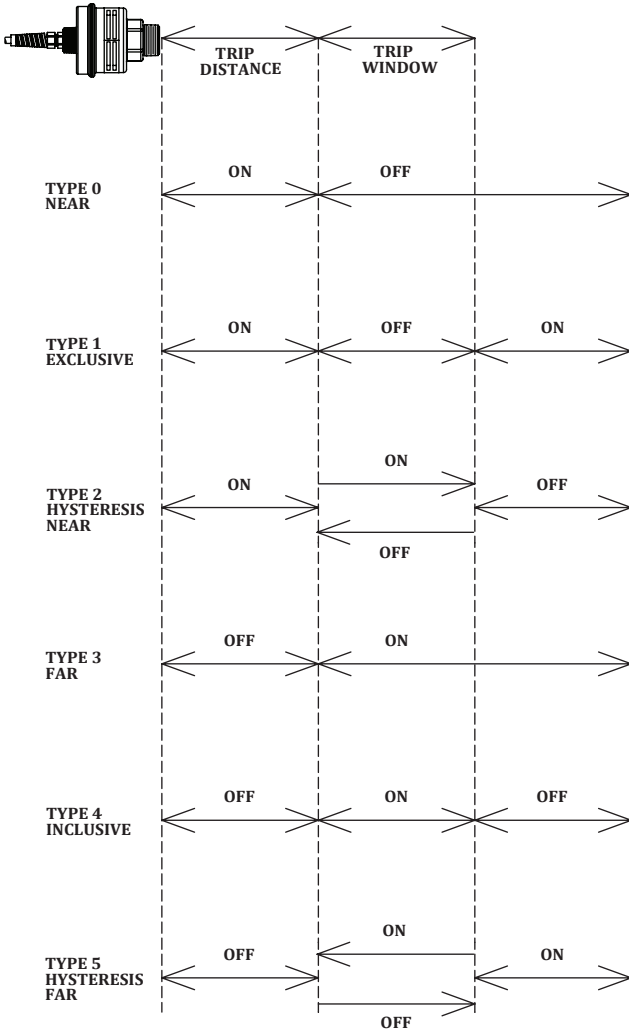 TRIP
DISTANCE
TRIP
WINDOW
TYPE 0
NEAR
ON
OFF
TYPE 1
EXCLUSIVE
ON
OFF
ON
TYPE 2
HYSTERESIS
NEAR
ON
ON
OFF
OFF
TYPE 3
FAR
OFF
ON
TYPE 4
INCLUSIVE
OFF
ON
OFF
TYPE 5
HYSTERESIS
FAR
OFF
ON
OFF
ON